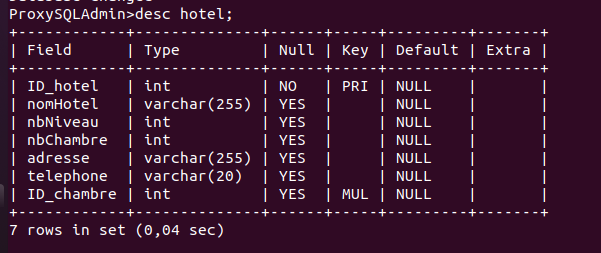 ProxySQLAdmin>desc hotel;
+------------+--------------+------+-----+---------+-------+
| Field      | Type         | Null | Key | Default | Extra |
+------------+--------------+------+-----+---------+-------+
| ID_hotel   | int          | NO   | PRI | NULL    |       |
| nomHotel   | varchar(255) | YES  |     | NULL    |       |
| nbNiveau   | int          | YES  |     | NULL    |       |
| nbChambre  | int          | YES  |     | NULL    |       |
| adresse    | varchar(255) | YES  |     | NULL    |       |
| telephone  | varchar(20)  | YES  |     | NULL    |       |
| ID_chambre | int          | YES  | MUL | NULL    |       |
+------------+--------------+------+-----+---------+-------+
7 rows in set (0,04 sec)